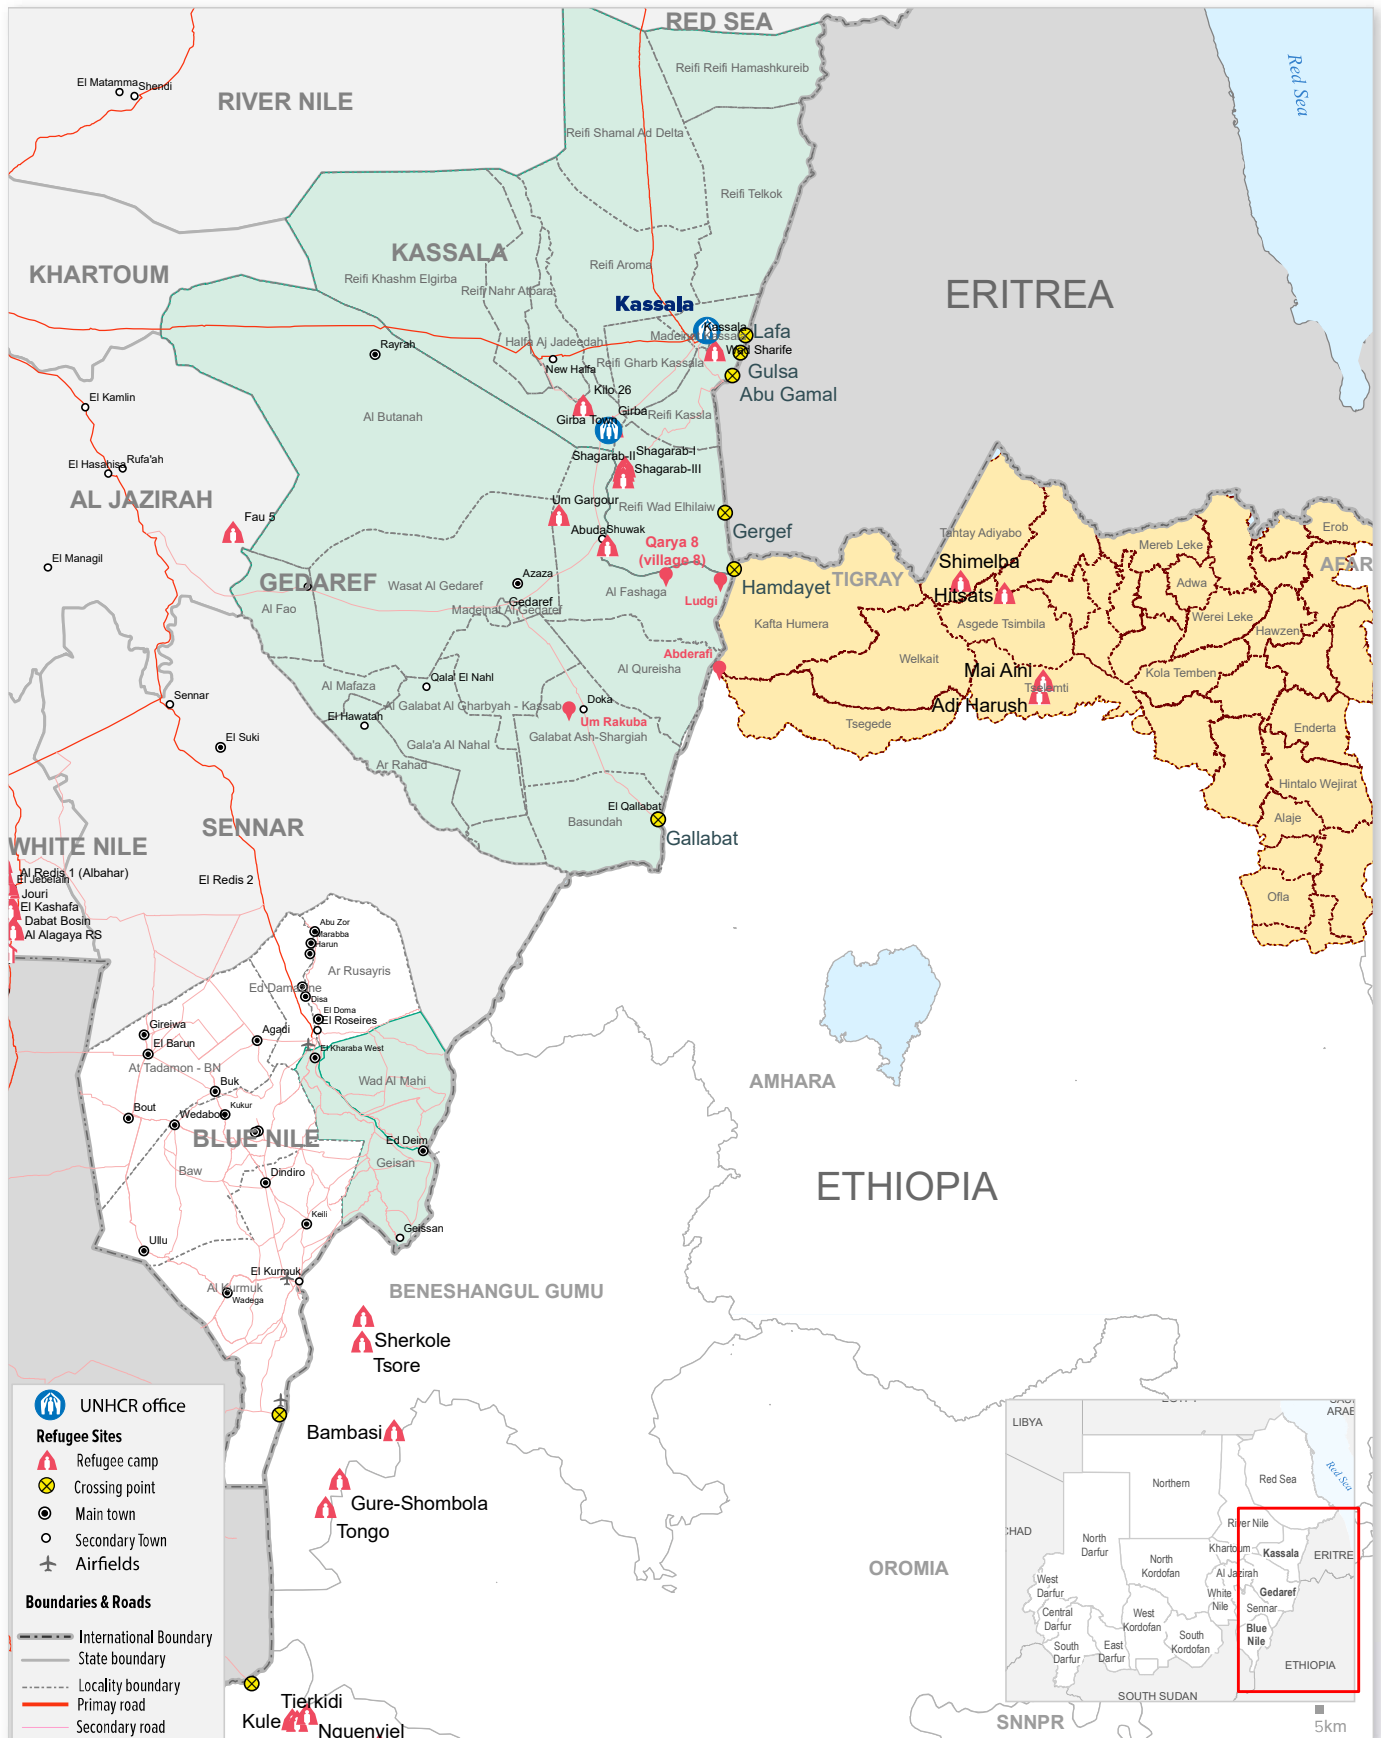 RED SEA
Reifi Reifi Hamashkureib
Red Sea
El Matamma
Shendi
RIVER NILE
Reifi Shamal Ad Delta
Reifi Telkok
KASSALA
Reifi Khashm Elgirba
Reifi Aroma
Reifi Nahr Atbara
KHARTOUM
ERITREA
Kassala
Kassala
Lafa
Madeinat Kassala
Wad Sharife
Halfa Aj Jadeedah
Rayrah
New Halfa
Reifi Gharb Kassala
Gulsa
Abu Gamal
Kilo 26
El Kamlin
Al Butanah
Girba
Girba Town
Reifi Kassla
Shagarab-I
Shagarab-II
Shagarab-III
El Hasahisa
Rufa'ah
AL JAZIRAH
Um Gargour
Reifi Wad Elhilaiw
Fau 5
Abuda
Shuwak
Gergef
Qarya 8
(village 8)
Tahtay Adiyabo
Erob
Mereb Leke
El Managil
Shimelba
AFAR
GEDAREF
Azaza
Wasat Al Gedaref
Hamdayet
TIGRAY
Adwa
Al Fashaga
Ludgi
Hitsats
Gedaref
Madeinat Al Gedaref
Al Fao
Kafta Humera
Asgede Tsimbila
Werei Leke
Hawzen
Abderafi
Al Qureisha
Welkait
Mai Aini
Kola Temben
Al Mafaza
Qala' El Nahl
Tselemti
Sennar
Al Galabat Al Gharbyah - Kassab
Doka
Adi Harush
El Hawatah
Um Rakuba
Tsegede
Enderta
El Suki
Gala'a Al Nahal
Galabat Ash-Shargiah
Ar Rahad
Hintalo Wejirat
El Qallabat
Basundah
Alaje
SENNAR
Gallabat
WHITE NILE
Al Redis 1 (Albahar)
El Jebelain
El Redis 2
Jouri
El Kashafa
Dabat Bosin
Al Alagaya RS
Ofla
Abu Zor
Marabba
Harun
Ar Rusayris
Ed Damazine
Disa
El Doma
El Roseires
Gireiwa
Agadi
El Barun
El Kharaba West
At Tadamon - BN
Wad Al Mahi
AMHARA
Buk
Bout
Wedabok
Kukur
BLUE NILE
Ed Deim
Baw
Geisan
Dindiro
ETHIOPIA
Keili
Geissan
Ullu
El Kurmuk
Al Kurmuk
Wadega
BENESHANGUL GUMU
Sherkole
Tsore
Bambasi
Gure-Shombola
Tongo
OROMIA
Tierkidi
Kule
Nguenyiel
SNNPR
5km
UNHCR office
Refugee Sites
Refugee camp
Crossing point
Main town
Secondary Town
Airfields
Boundaries & Roads
International Boundary
State boundary
Locality boundary
Primay road
Secondary road
LIBYA
Northern
Red Sea
Red Sea
CHAD
River Nile
North
Darfur
Khartoum
Kassala
ERITRE
North
Kordofan
Al Jazirah
West
Darfur
White
Nile
Gedaref
Sennar
Central
Darfur
West
Kordofan
Blue
Nile
South
Kordofan
South
Darfur
East
Darfur
ETHIOPIA
SOUTH SUDAN